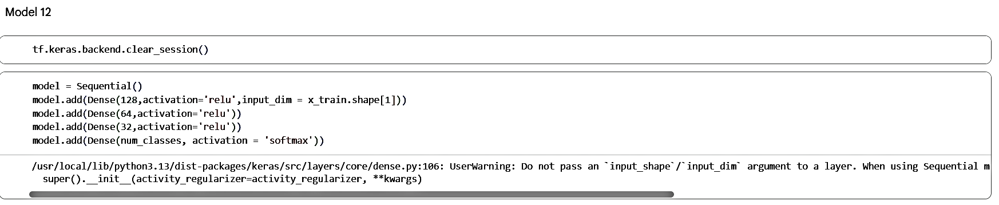 Model 12
tf.keras.backend.clear_session()
model = Sequential()
model.add(Dense(128,activation='relu',input_dim = x_train.shape[1]))
model.add(Dense(64,activation='relu'))
model.add(Dense(32,activation='relu'))
model.add(Dense(num_classes, activation = 'softmax'))
/usr/local/lib/python3.13/dist-packages/keras/src/layers/core/dense.py:106: UserWarning: Do not pass an `input_shape`/`input_dim` argument to a layer. When using Sequential m
super().__init__(activity_regularizer=activity_regularizer, **kwargs)